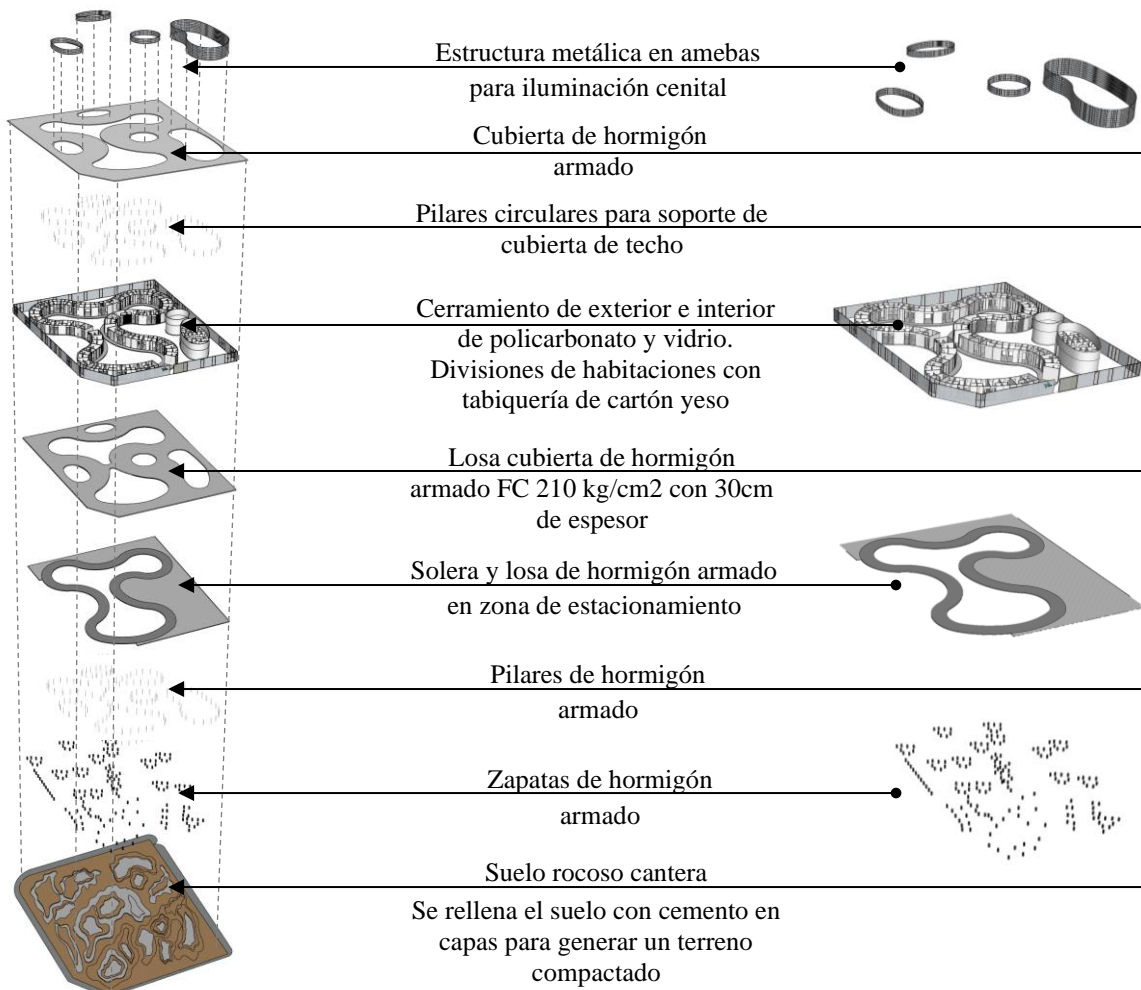 Estructura metálica en amebas
para iluminación cenital
Cubierta de hormigón
armado
Pilares circulares para soporte de
cubierta de techo
Cerramiento de exterior e interior
de policarbonato y vidrio.
Divisiones de habitaciones con
tabiquería de cartón yeso
Losa cubierta de hormigón
armado FC 210 kg/cm2 con 30cm
de espesor
Solera y losa de hormigón armado
en zona de estacionamiento
Pilares de hormigón
armado
Zapatas de hormigón
armado
Suelo rocoso cantera
Se rellena el suelo con cemento en
capas para generar un terreno
compactado